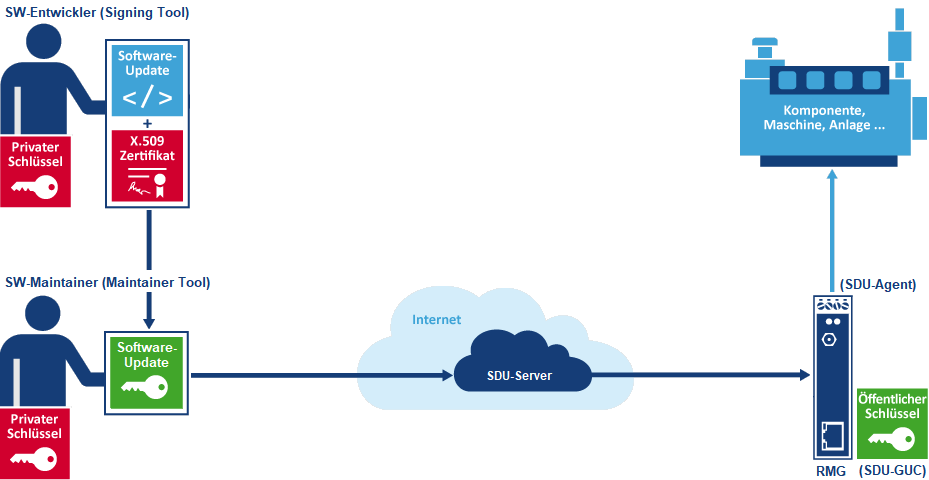 SW-Entwickler (Signing Tool)
Software-
Update
</>
+
X.509
Zertifikat
Privater
Schlüssel
Komponente,
Maschine, Anlage ...
SW-Maintainer (Maintainer Tool)
Software-
Update
Privater
Schlüssel
Internet
SDU-Server
(SDU-Agent)
Öffentlicher
Schlüssel
RMG
(SDU-GUC)